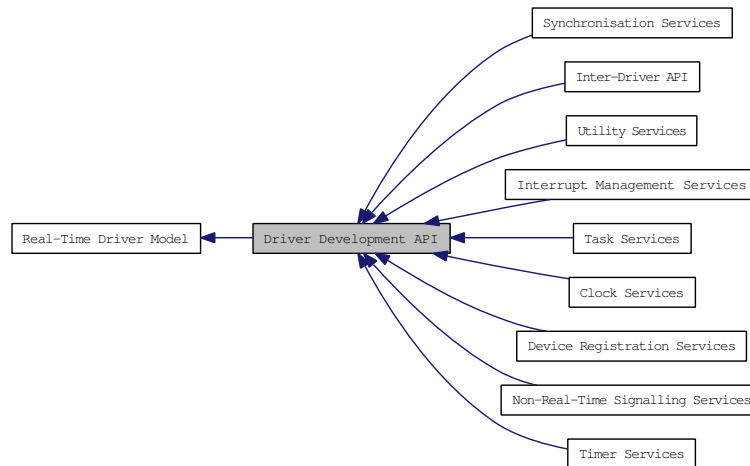 Synchronisation Services
Inter-Driver API
Utility Services
Interrupt Management Services
Real-Time Driver Model
Driver Development API
Task Services
Clock Services
Device Registration Services
Non-Real-Time Signalling Services
Timer Services